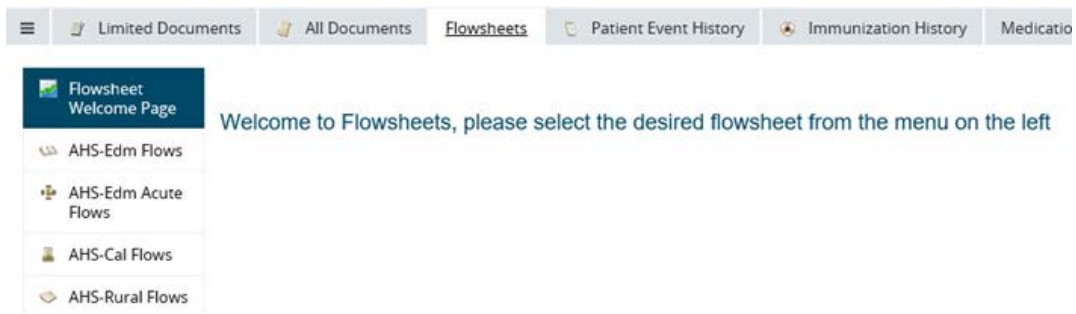 Limited Documents All Documents Flowsheets Patient Event History Immunization History Medicatio
Flowsheet
Welcome Page
Welcome to Flowsheets, please select the desired flowsheet from the menu on the left
AHS-Edm Flows
AHS-Edm Acute
Flows
AHS-Cal Flows
AHS-Rural Flows